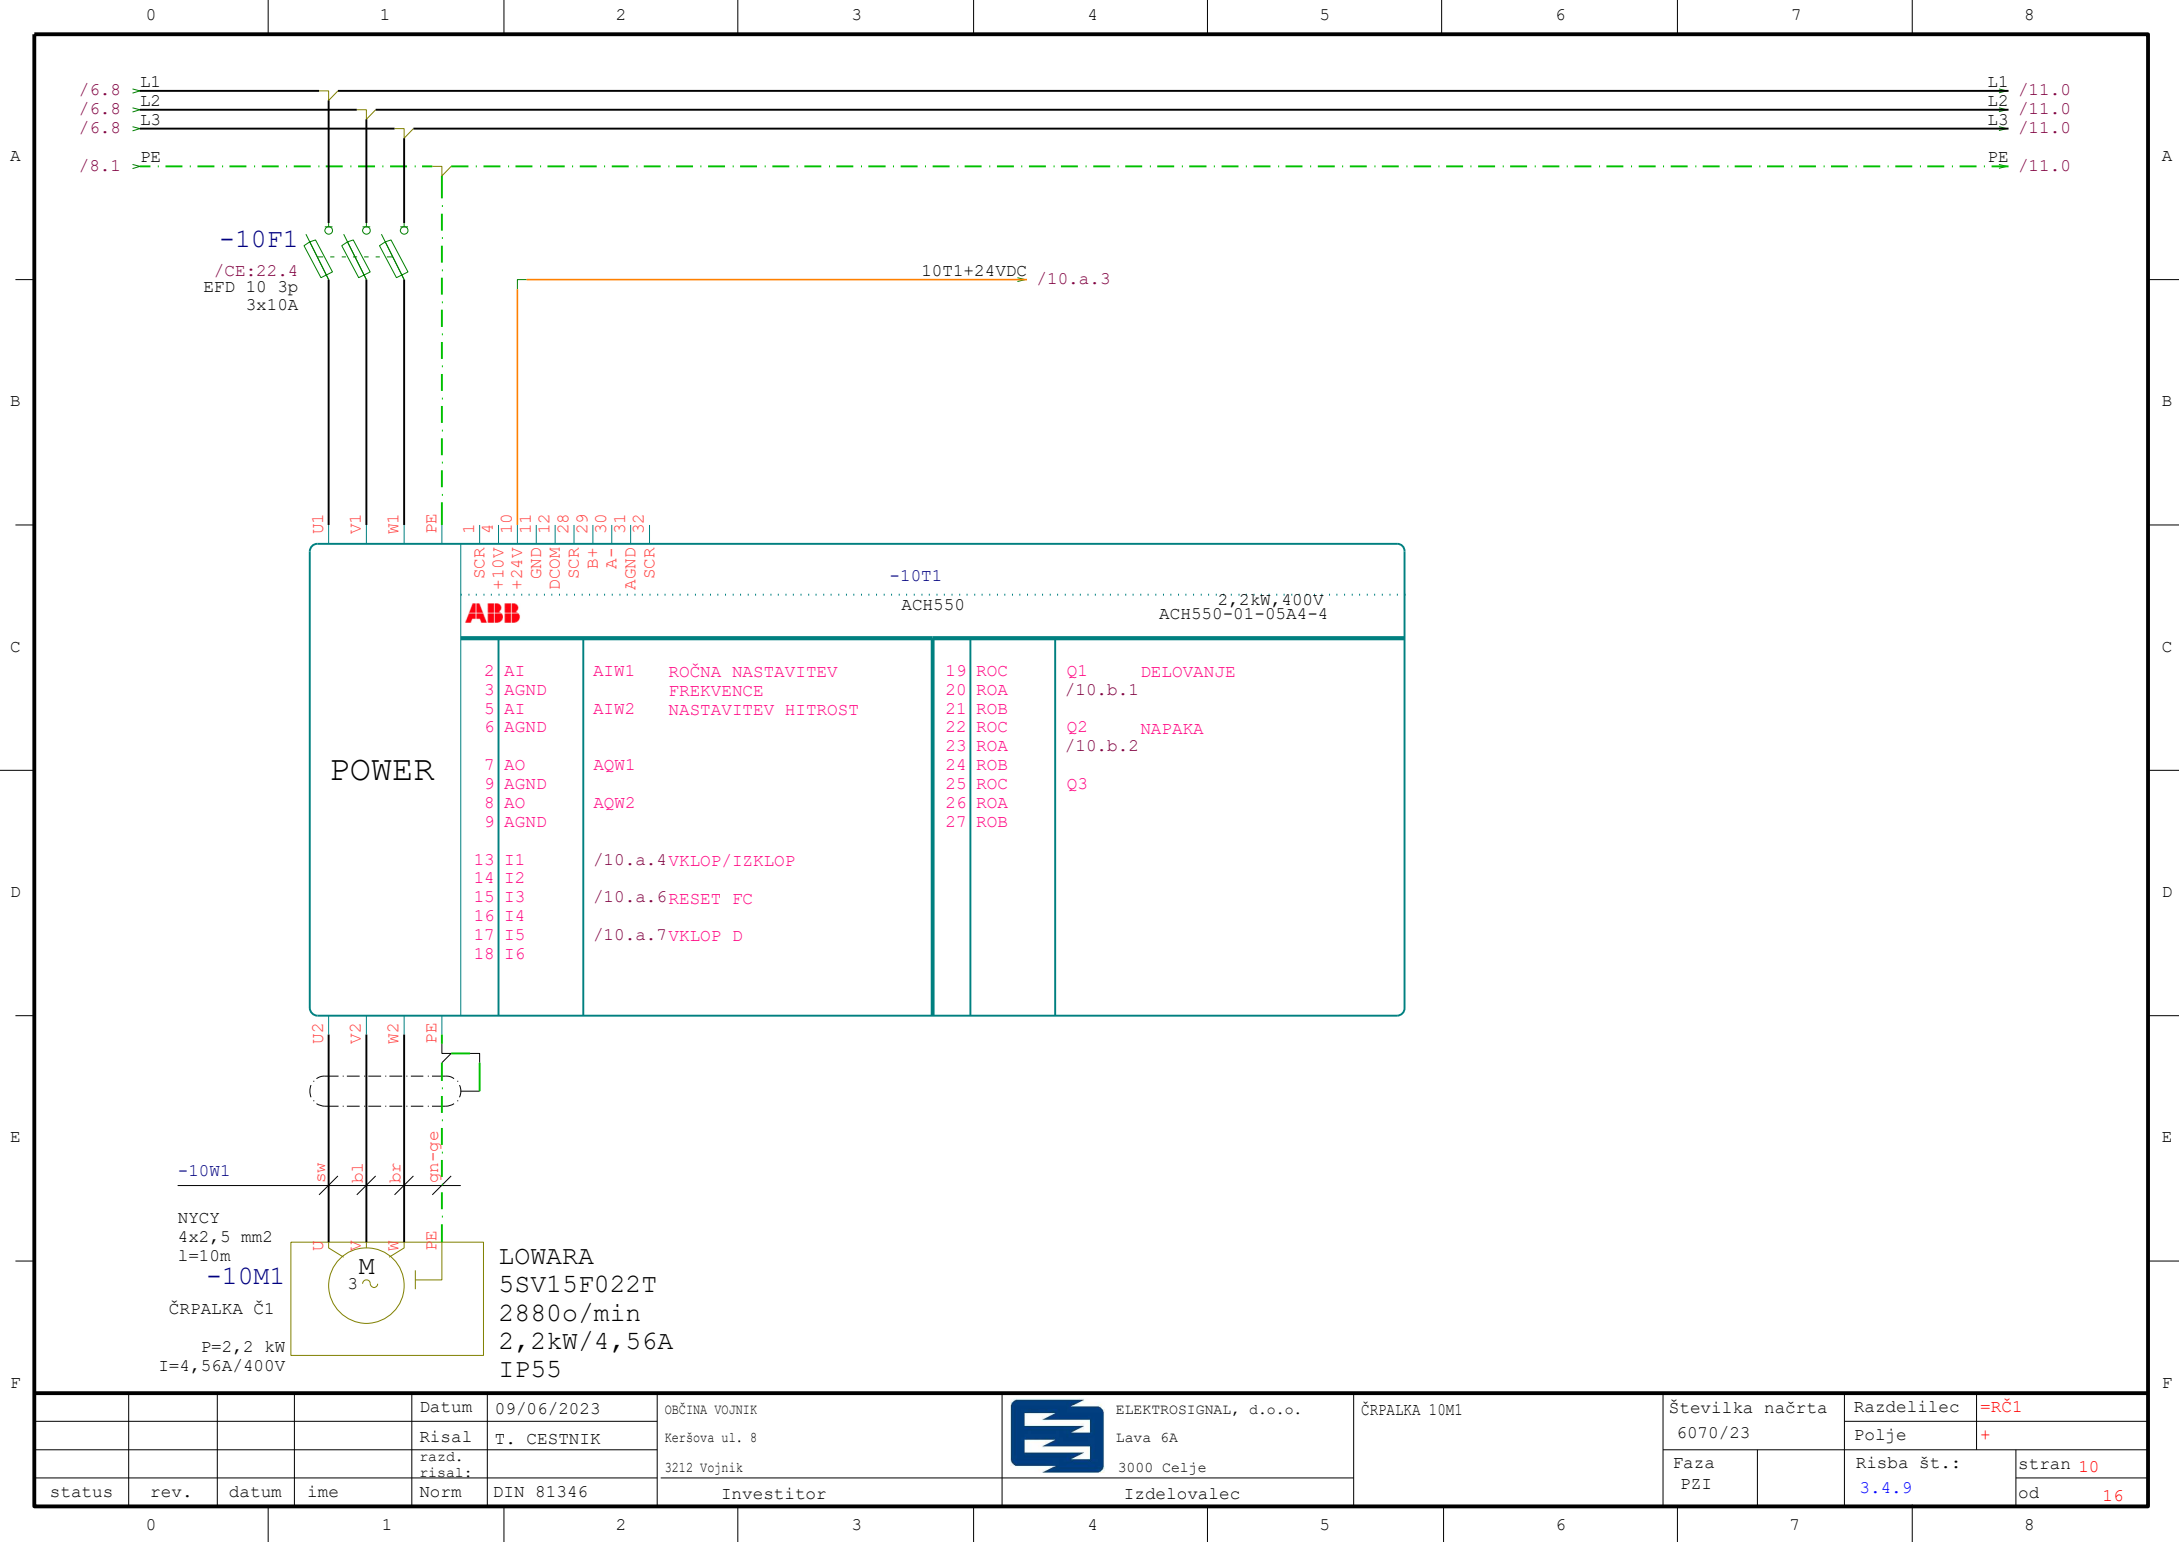 0 1 2 3 4 5 6 7 8
/6.8 L1 L1 /11.0
/6.8 L2 L2 /11.0
/6.8 L3 L3 /11.0
A A
/8.1 PE PE /11.0
-10F1
/CE:22.4
EFD 10 3p
3x10A
10T1+24VDC /10.a.3
B B
U1 V1 W1 PE 1 4 10 11 12 28 29 30 31 32
SCR +10V +24V GND DCOM SCR B+ A- AGND SCR
-10T1
ABB ACH550 2,2kW,400V
ACH550-01-05A4-4
C C
2 AI AIW1 ROČNA NASTAVITEV 19 ROC Q1 DELOVANJE
3 AGND FREKVENCE 20 ROA /10.b.1
5 AI AIW2 NASTAVITEV HITROST 21 ROB
6 AGND 22 ROC Q2 NAPAKA
23 ROA /10.b.2
7 AO AQW1 24 ROB
POWER
9 AGND 25 ROC Q3
8 AO AQW2 26 ROA
9 AGND 27 ROB
13 I1 /10.a.4 VKLOP/IZKLOP
14 I2
D D
15 I3 /10.a.6 RESET FC
16 I4
17 I5 /10.a.7 VKLOP D
18 I6
U2 V2 W2 PE
E E
-10W1 sw bl br gn-ge
NYCY
4x2,5 mm2
l=10m
U V W PE
-10M1
M
3
ČRPALKA Č1
P=2,2 kW
I=4,56A/400V
LOWARA
5SV15F022T
2880o/min
2,2kW/4,56A
IP55
F F
Datum 09/06/2023
Risal T. CESTNIK
razd.
risal:
status rev. datum ime Norm DIN 81346
OBČINA VOJNIK
Keršova ul. 8
3212 Vojnik
Investitor
ELEKTROSIGNAL, d.o.o.
Lava 6A
3000 Celje
Izdelovalec
ČRPALKA 10M1
Številka načrta
6070/23
Faza
PZI
Razdelilec =RČ1
Polje +
Risba št.:
3.4.9
stran 10
od 16
0 1 2 3 4 5 6 7 8